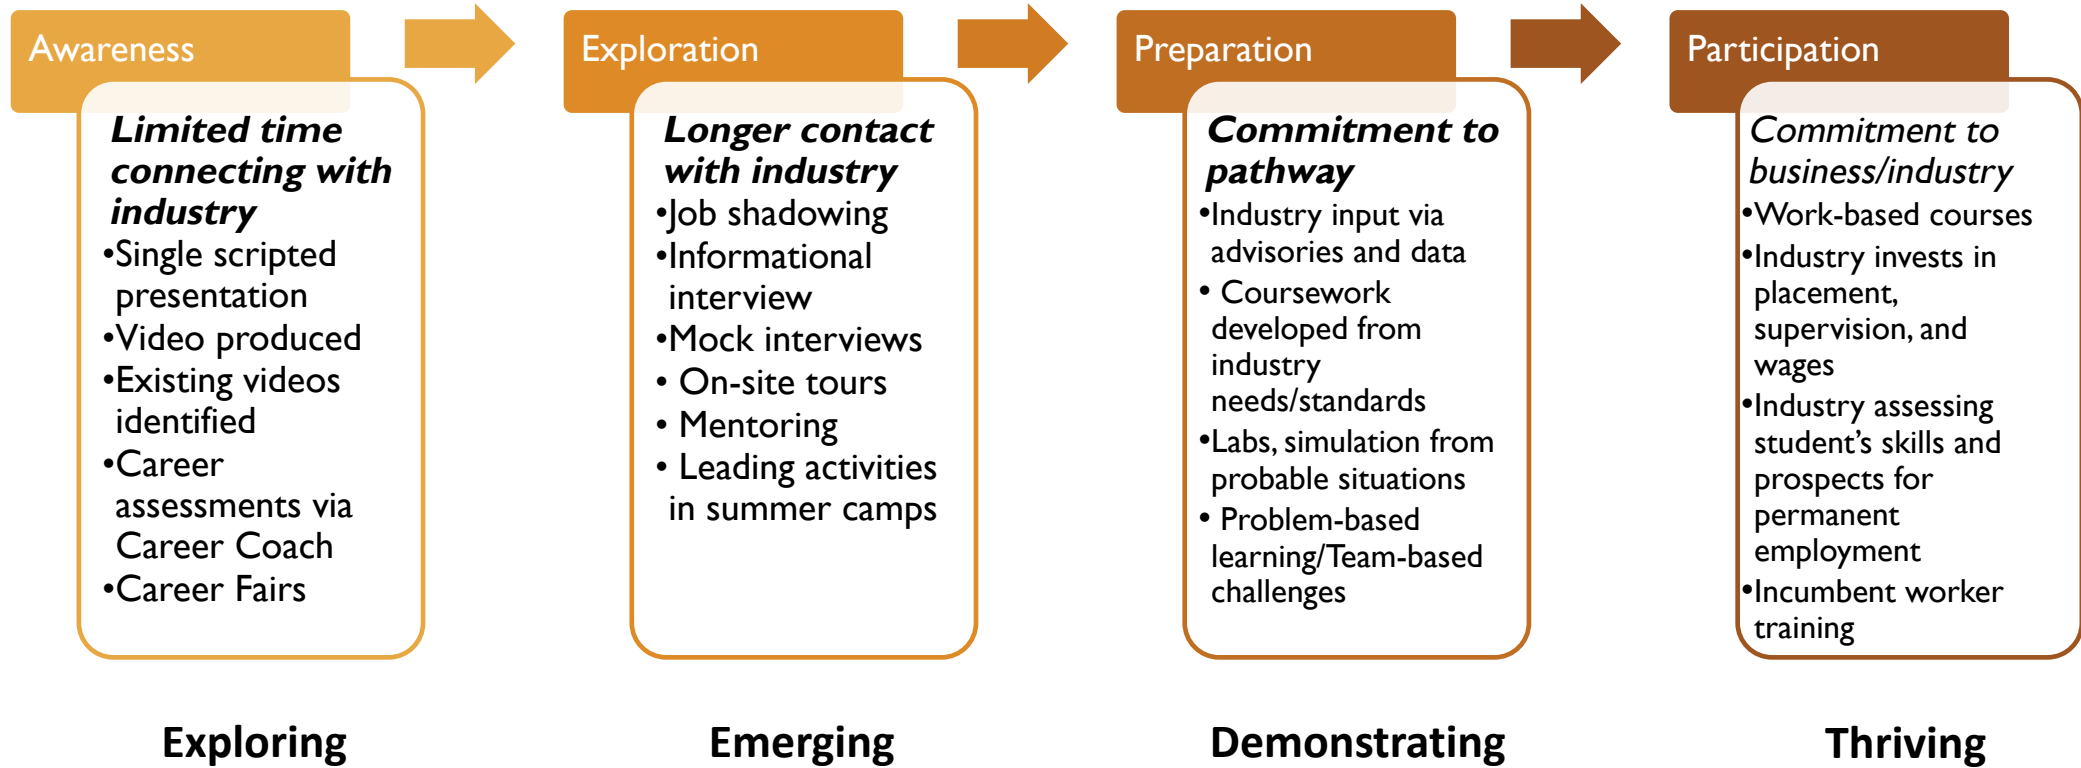 Awareness
Limited time
connecting with
industry
•Single scripted
presentation
•Video produced
•Existing videos
identified
•Career
assessments via
Career Coach
•Career Fairs
Exploring
Exploration
Longer contact
with industry
•Job shadowing
•Informational
interview
•Mock interviews
• On-site tours
• Mentoring
• Leading activities
in summer camps
Emerging
Preparation
Commitment to
pathway
•Industry input via
advisories and data
• Coursework
developed from
industry
needs/standards
•Labs, simulation from
probable situations
• Problem-based
learning/Team-based
challenges
Demonstrating
Participation
Commitment to
business/industry
•Work-based courses
•Industry invests in
placement,
supervision, and
wages
•Industry assessing
student’s skills and
prospects for
permanent
employment
•Incumbent worker
training
Thriving